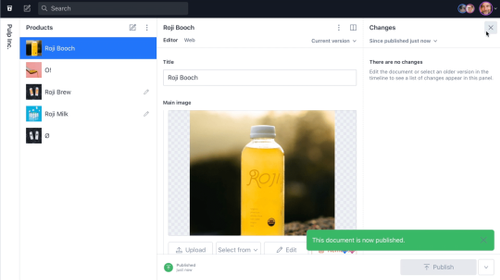 Search
Pulp Inc.
Products
Roji Booch
O!
Roji Brew
Roji Milk
Ø
Roji Booch
Editor Web
Current version
Title
Roji Booch
Main image
ROJI
Upload
Select from
Edit
Published
just now
Changes
Since published just now
There are no changes
Edit the document or select an older version in the
timeline to see a list of changes appear in this panel.
This document is now published.
Publish